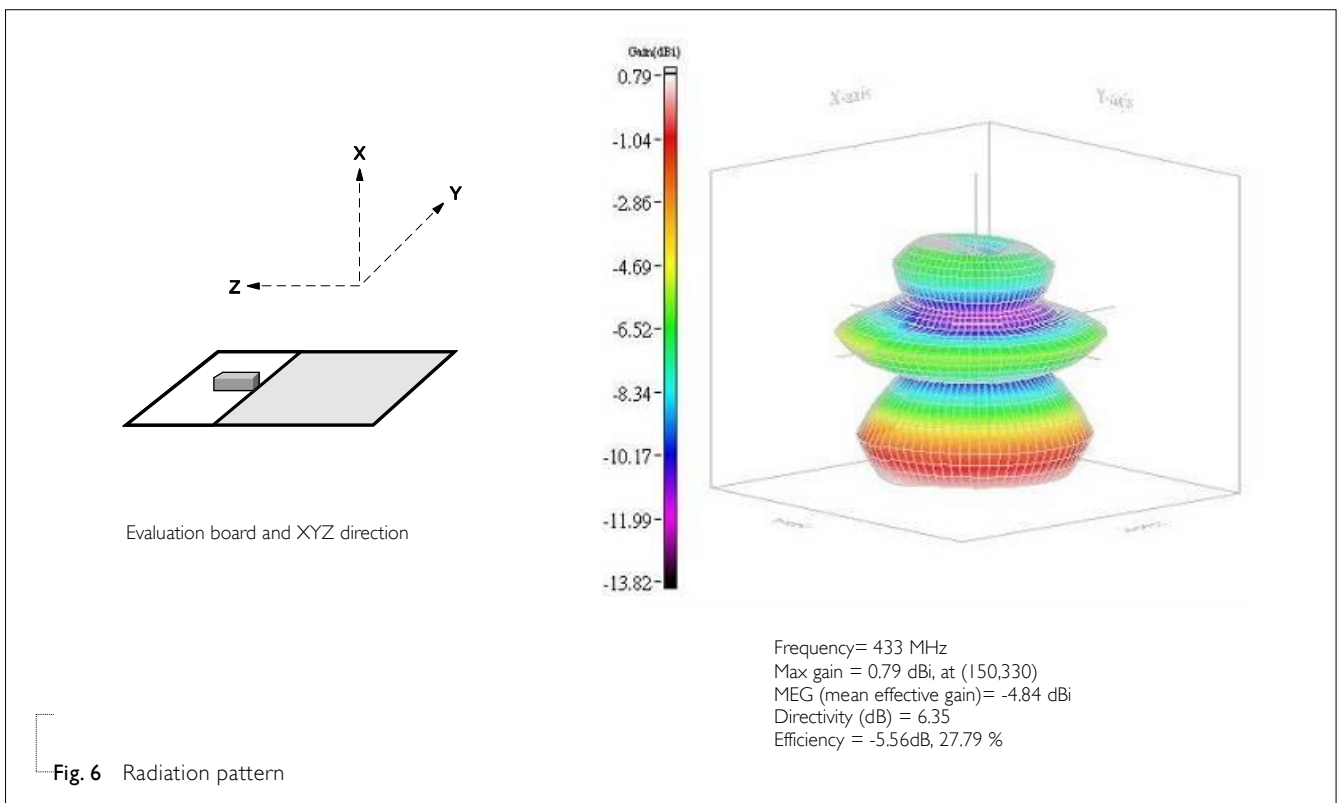 Gain(dBi)
0.79
-1.04
-2.86
-4.69
-6.52
-8.34
-10.17
-11.99
-13.82
X-axis
Y-axis
X
Y
Z
Evaluation board and XYZ direction
Frequency= 433 MHz
Max gain = 0.79 dBi, at (150,330)
MEG (mean effective gain)= -4.84 dBi
Directivity (dB) = 6.35
Efficiency = -5.56dB, 27.79 %
Fig. 6 Radiation pattern